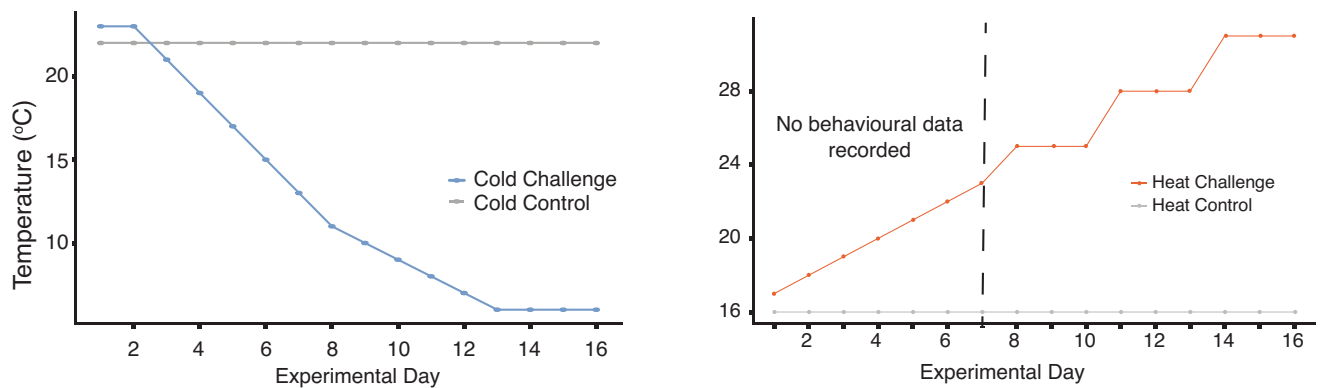 Temperature (°C)
20
15
10
2 4 6 8 10 12 14 16
Experimental Day
Cold Challenge
Cold Control
28
24
20
16
2 4 6 8 10 12 14 16
Experimental Day
No behavioural data
recorded
Heat Challenge
Heat Control